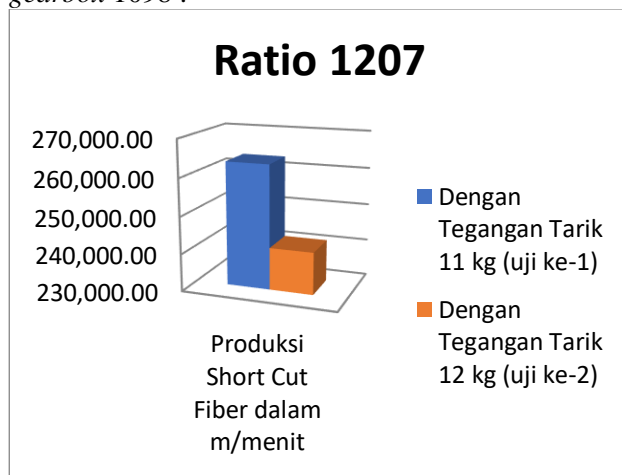 gearbox 1698 .
Ratio 1207
270,000.00
260,000.00
250,000.00
240,000.00
230,000.00
Produksi
Short Cut
Fiber dalam
m/menit
Dengan
Tegangan Tarik
11 kg (uji ke-1)
Dengan
Tegangan Tarik
12 kg (uji ke-2)